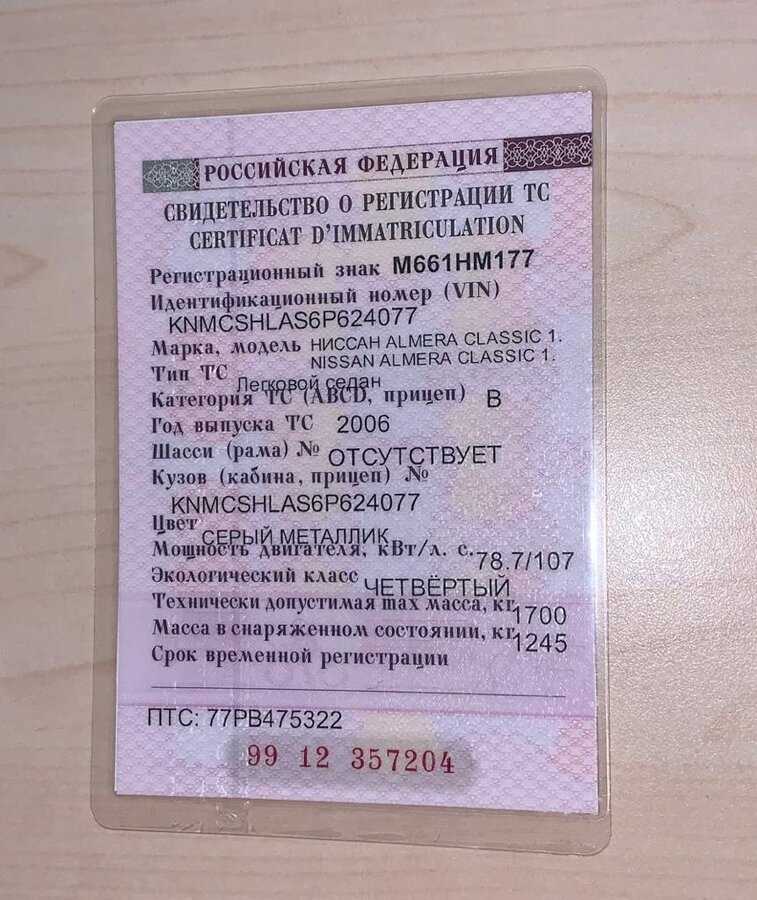 РОССИЙСКАЯ ФЕДЕРАЦИЯ
СВИДЕТЕЛЬСТВО О РЕГИСТРАЦИИ ТС
CERTIFICAT D'IMMATRICULATION
Регистрационный знак М661НМ177
Идентификационный номер (VIN)
KNMCSHLAS6P624077
Марка, модель НИССАН ALMERA CLASSIC 1.
NISSAN ALMERA CLASSIC 1.
Тип ТС Легковой седан
Категория ТС (ABCD, прицеп) B
Год выпуска ТС 2006
Шасси (рама) № ОТСУТСТВУЕТ
Кузов (кабина, прицеп) №
KNMCSHLAS6P624077
Цвет СЕРЫЙ МЕТАЛЛИК
Мощность двигателя, кВт/л. с. 78.7/107
Экологический класс ЧЕТВЁРТЫЙ
Технически допустимая max масса, кг 1700
Масса в снаряженном состоянии, кг 1245
Срок временной регистрации
ПТС: 77РВ475322
99 12 357204